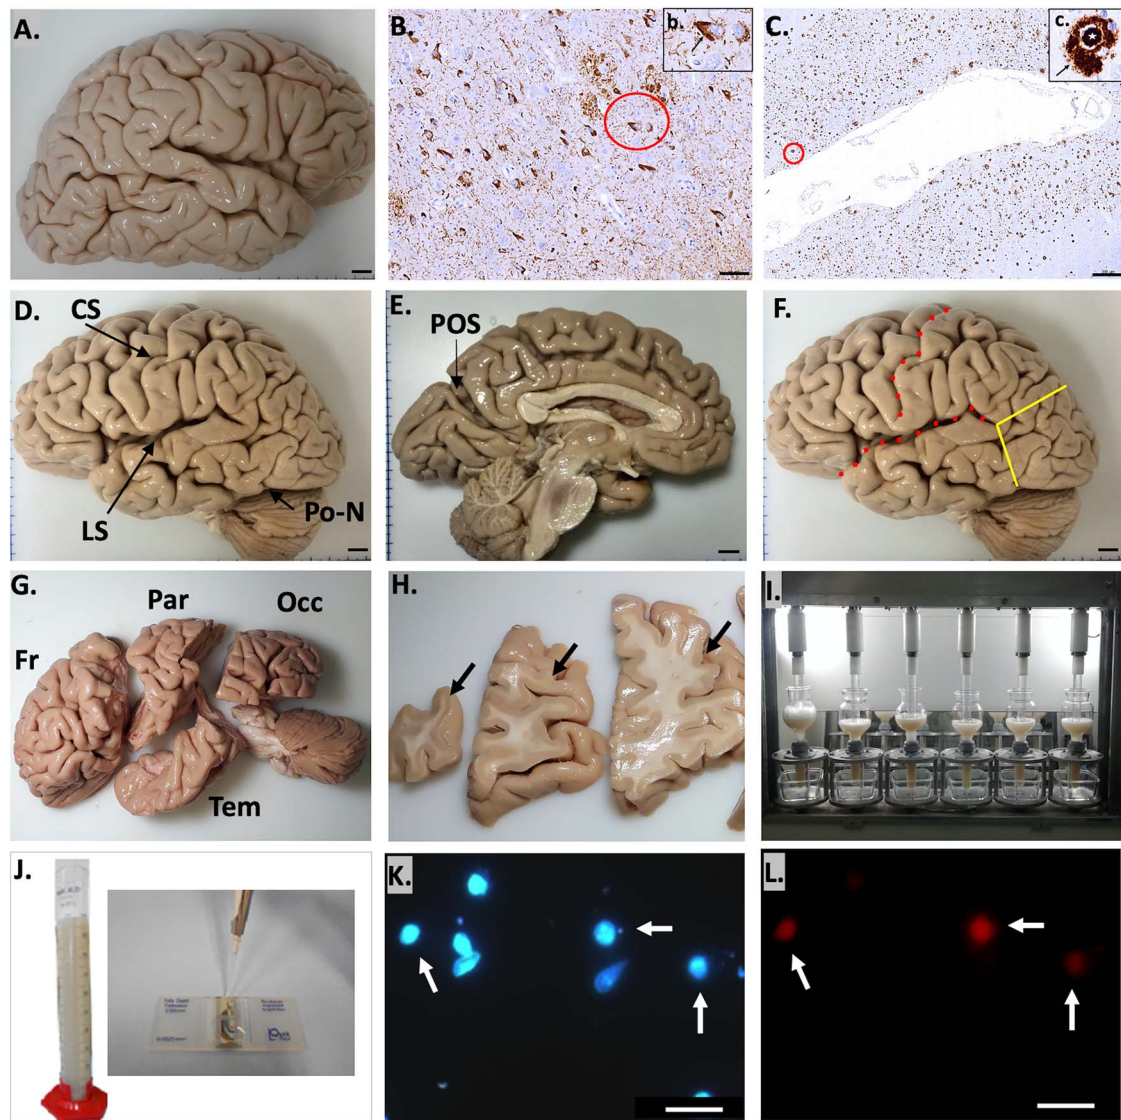 A.
B.
b.
C.
c.
D.
CS
LS
Po-N
E.
POS
F.
G.
Fr
Par
Occ
Tem
H.
I.
J.
K.
L.